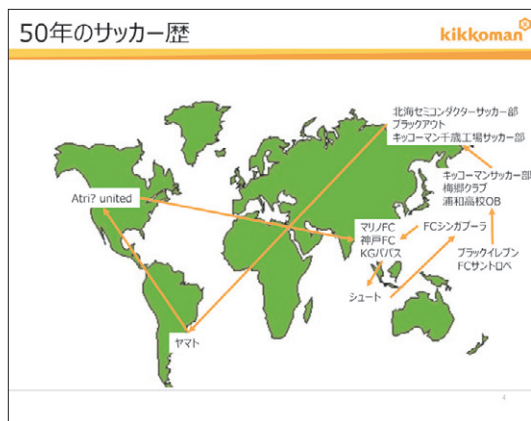 50年のサッカー歴
kikkoman
北海セミコンダクターサッカー部
ブラックアウト
キッコーマン千歳工場サッカー部
キッコーマンサッカー部
梅郷クラブ
浦和高校OB
Atri? united
マリノFC
神戸FC
KGパパス
FCシンガプーラ
ブラックイレブン
FCサントロペ
シュート
ヤマト
4